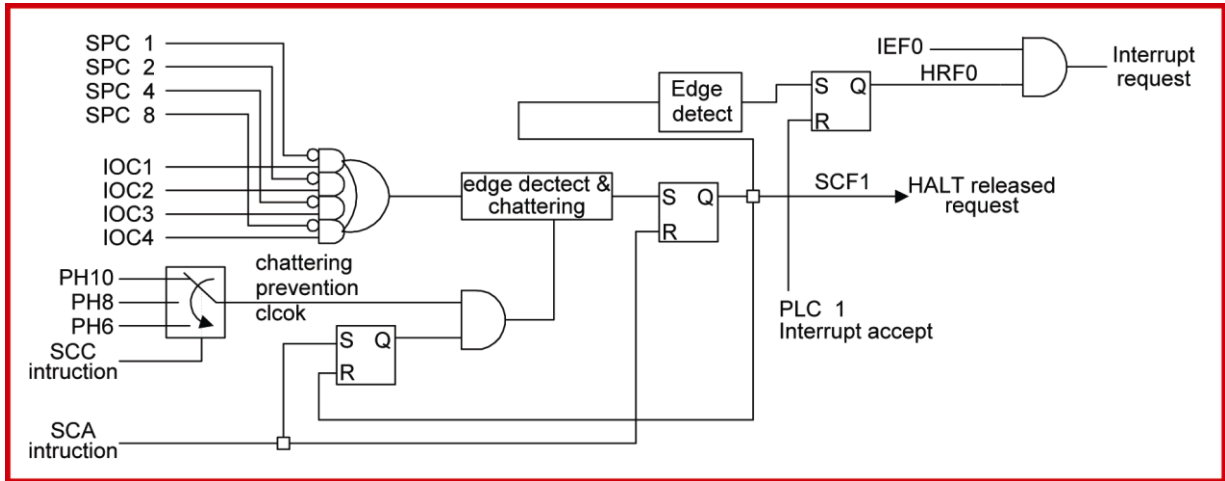 SPC 1
SPC 2
SPC 4
SPC 8
IOC1
IOC2
IOC3
IOC4
PH10
PH8
PH6
SCC
intruction
SCA
intruction
chattering
prevention
clcok
edge dectect &
chattering
S Q
R
S Q
R
Edge
detect
S Q
R
IEF0
HRF0
Interrupt
request
SCF1
HALT released
request
PLC 1
Interrupt accept